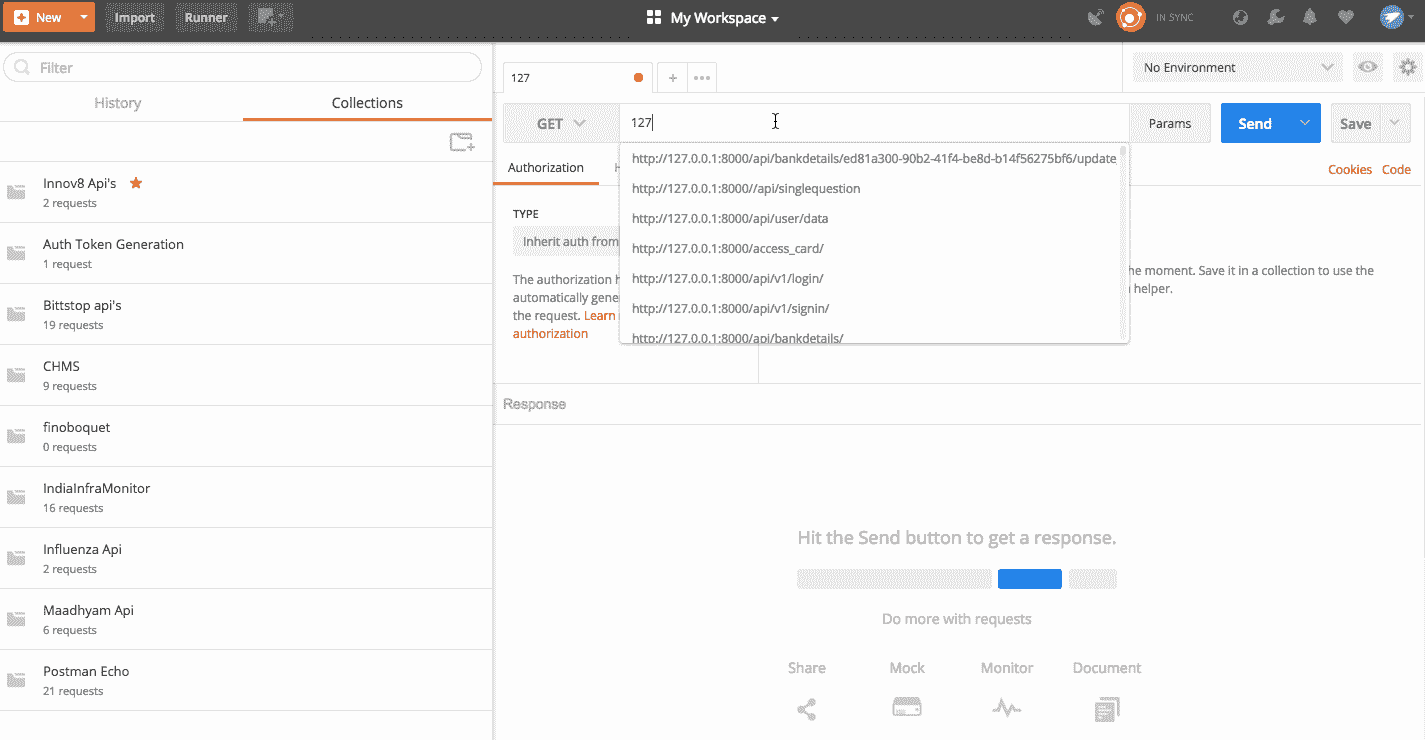 New Import Runner My Workspace IN SYNC
Filter
History Collections
Innov8 Api's
2 requests
Auth Token Generation
1 request
Bittstop api's
19 requests
CHMS
9 requests
finoboquet
0 requests
IndiaInfraMonitor
16 requests
Influenza Api
2 requests
Maadhyam Api
6 requests
Postman Echo
21 requests
127 + No Environment
GET 127 Params Send Save
Authorization H Cookies Code
http://127.0.0.1:8000/api/bankdetails/ed81a300-90b2-41f4-be8d-b14f56275bf6/update
http://127.0.0.1:8000//api/singlequestion
http://127.0.0.1:8000/api/user/data
http://127.0.0.1:8000/access_card/
http://127.0.0.1:8000/api/v1/login/
http://127.0.0.1:8000/api/v1/signin/
http://127.0.0.1:8000/api/bankdetails/
TYPE
Inherit auth from
The authorization h
automatically gene
the request. Learn
authorization
he moment. Save it in a collection to use the
helper.
Response
Hit the Send button to get a response.
Do more with requests
Share Mock Monitor Document